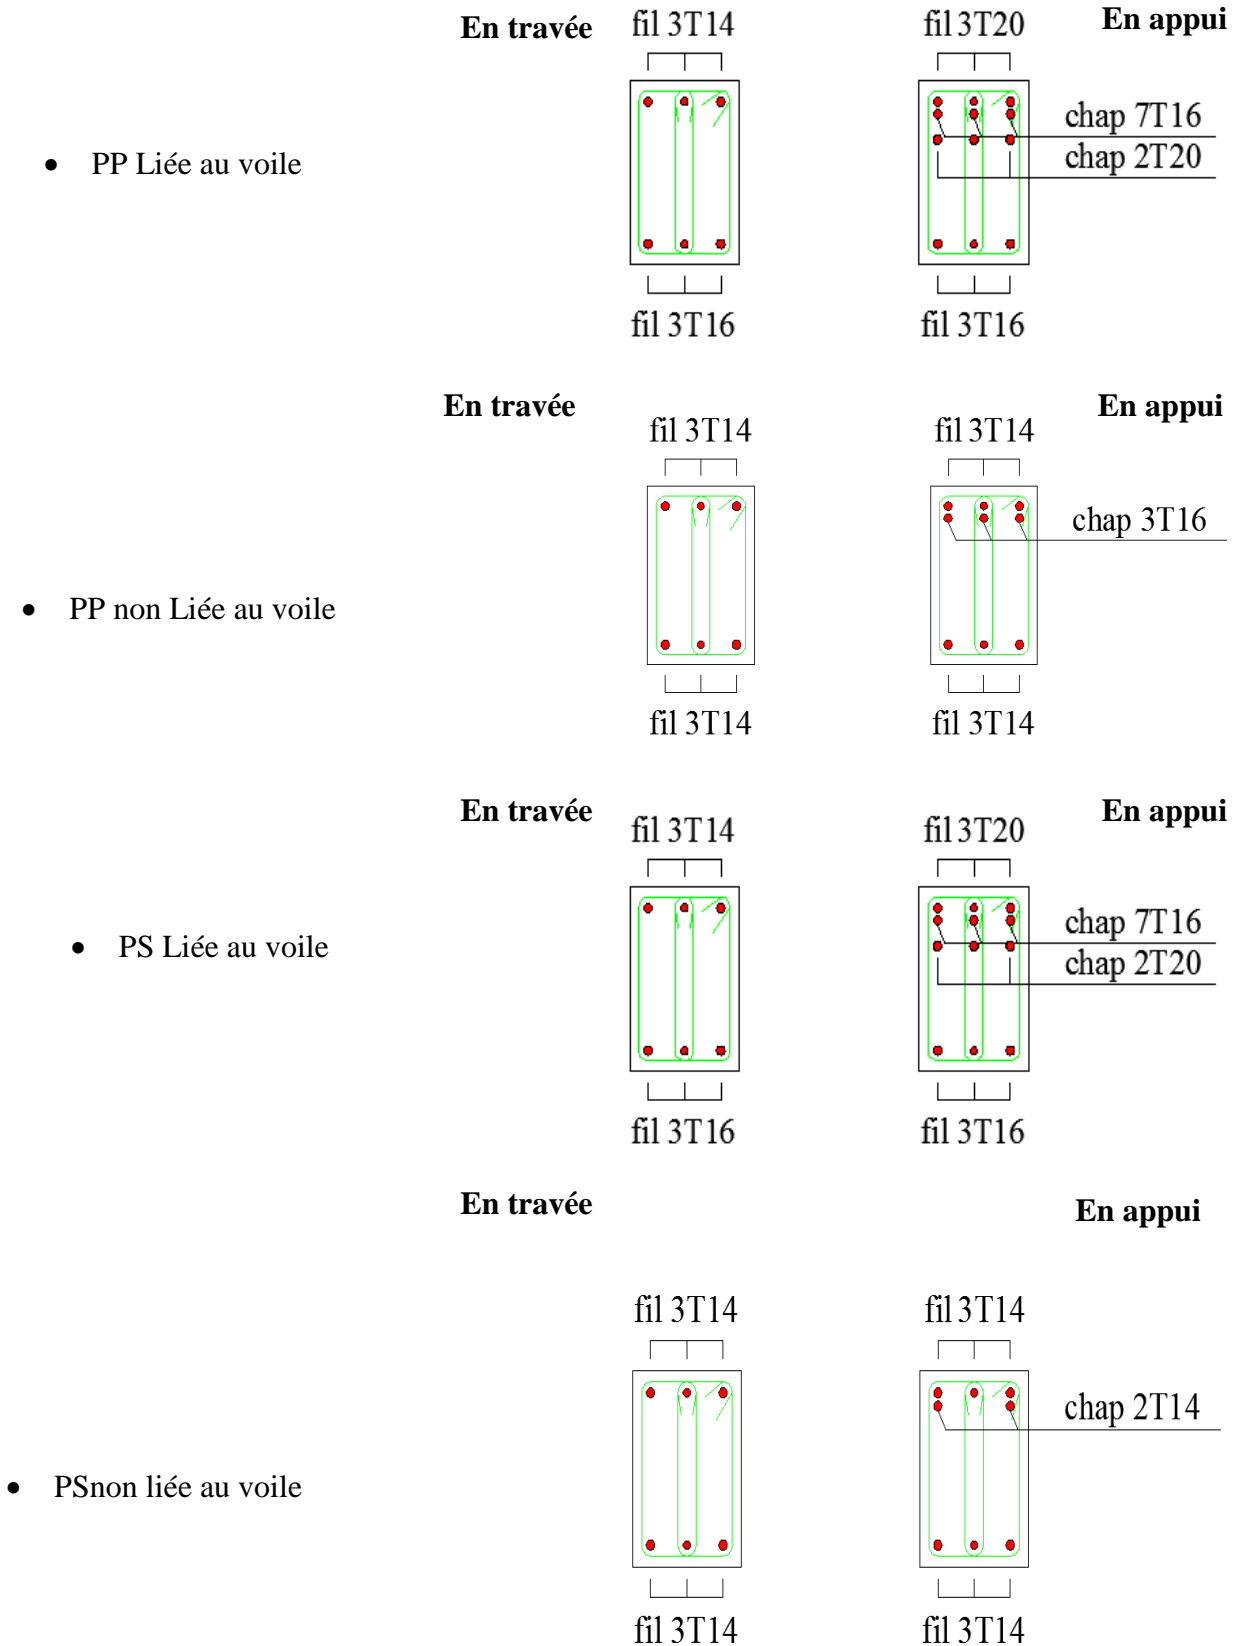 En travée
fil 3T14
fil 3T20
En appui
chap 7T16
chap 2T20
• PP Liée au voile
fil 3T16
fil 3T16
En travée
fil 3T14
fil 3T14
En appui
chap 3T16
• PP non Liée au voile
fil 3T14
fil 3T14
En travée
fil 3T14
fil 3T20
En appui
chap 7T16
chap 2T20
• PS Liée au voile
fil 3T16
fil 3T16
En travée
En appui
fil 3T14
fil 3T14
chap 2T14
• PSnon liée au voile
fil 3T14
fil 3T14